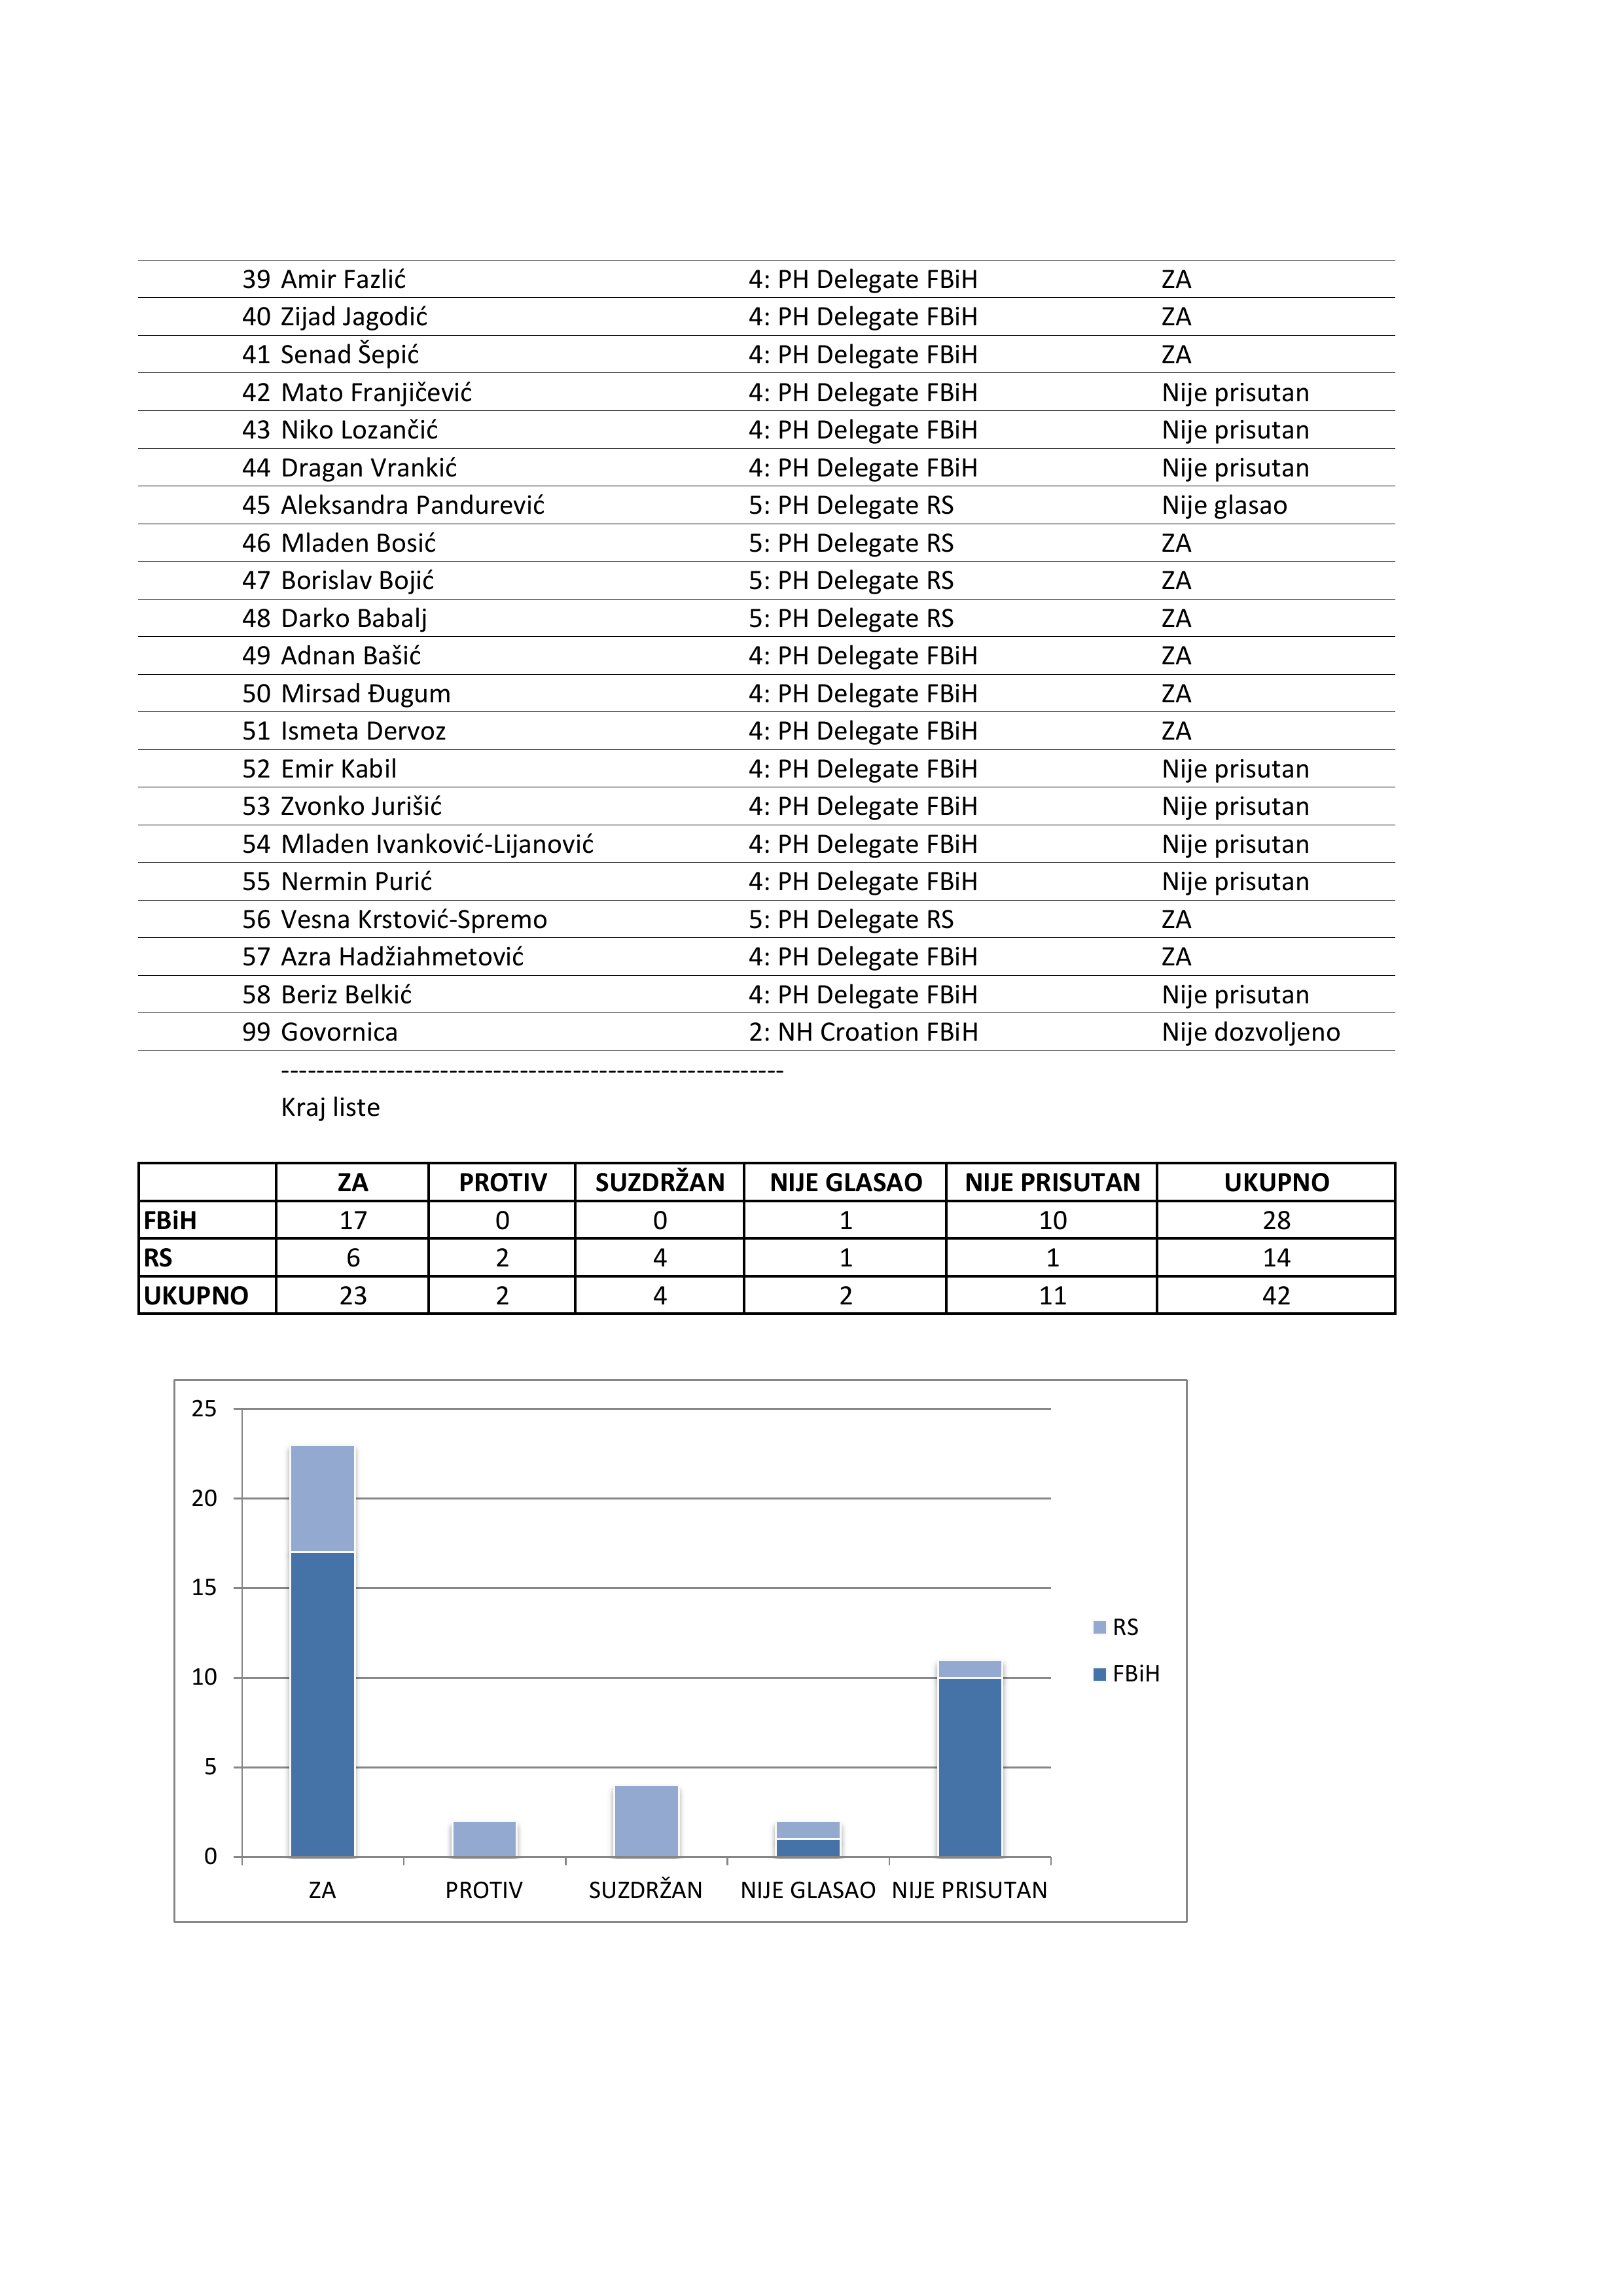 39 Amir Fazlić 4: PH Delegate FBiH ZA
40 Zijad Jagodić 4: PH Delegate FBiH ZA
41 Senad Šepić 4: PH Delegate FBiH ZA
42 Mato Franjičević 4: PH Delegate FBiH Nije prisutan
43 Niko Lozančić 4: PH Delegate FBiH Nije prisutan
44 Dragan Vrankić 4: PH Delegate FBiH Nije prisutan
45 Aleksandra Pandurević 5: PH Delegate RS Nije glasao
46 Mladen Bosić 5: PH Delegate RS ZA
47 Borislav Bojić 5: PH Delegate RS ZA
48 Darko Babalj 5: PH Delegate RS ZA
49 Adnan Bašić 4: PH Delegate FBiH ZA
50 Mirsad Đugum 4: PH Delegate FBiH ZA
51 Ismeta Dervoz 4: PH Delegate FBiH ZA
52 Emir Kabil 4: PH Delegate FBiH Nije prisutan
53 Zvonko Jurišić 4: PH Delegate FBiH Nije prisutan
54 Mladen Ivanković-Lijanović 4: PH Delegate FBiH Nije prisutan
55 Nermin Purić 4: PH Delegate FBiH Nije prisutan
56 Vesna Krstović-Spremo 5: PH Delegate RS ZA
57 Azra Hadžiahmetović 4: PH Delegate FBiH ZA
58 Beriz Belkić 4: PH Delegate FBiH Nije prisutan
99 Govornica 2: NH Croation FBiH Nije dozvoljeno
---------------------------------------------------------
Kraj liste
ZA PROTIV SUZDRŽAN NIJE GLASAO NIJE PRISUTAN UKUPNO
FBiH 17 0 0 1 10 28
RS 6 2 4 1 1 14
UKUPNO 23 2 4 2 11 42
25
20
15
10
5
0
ZA PROTIV SUZDRŽAN NIJE GLASAO NIJE PRISUTAN
RS
FBiH